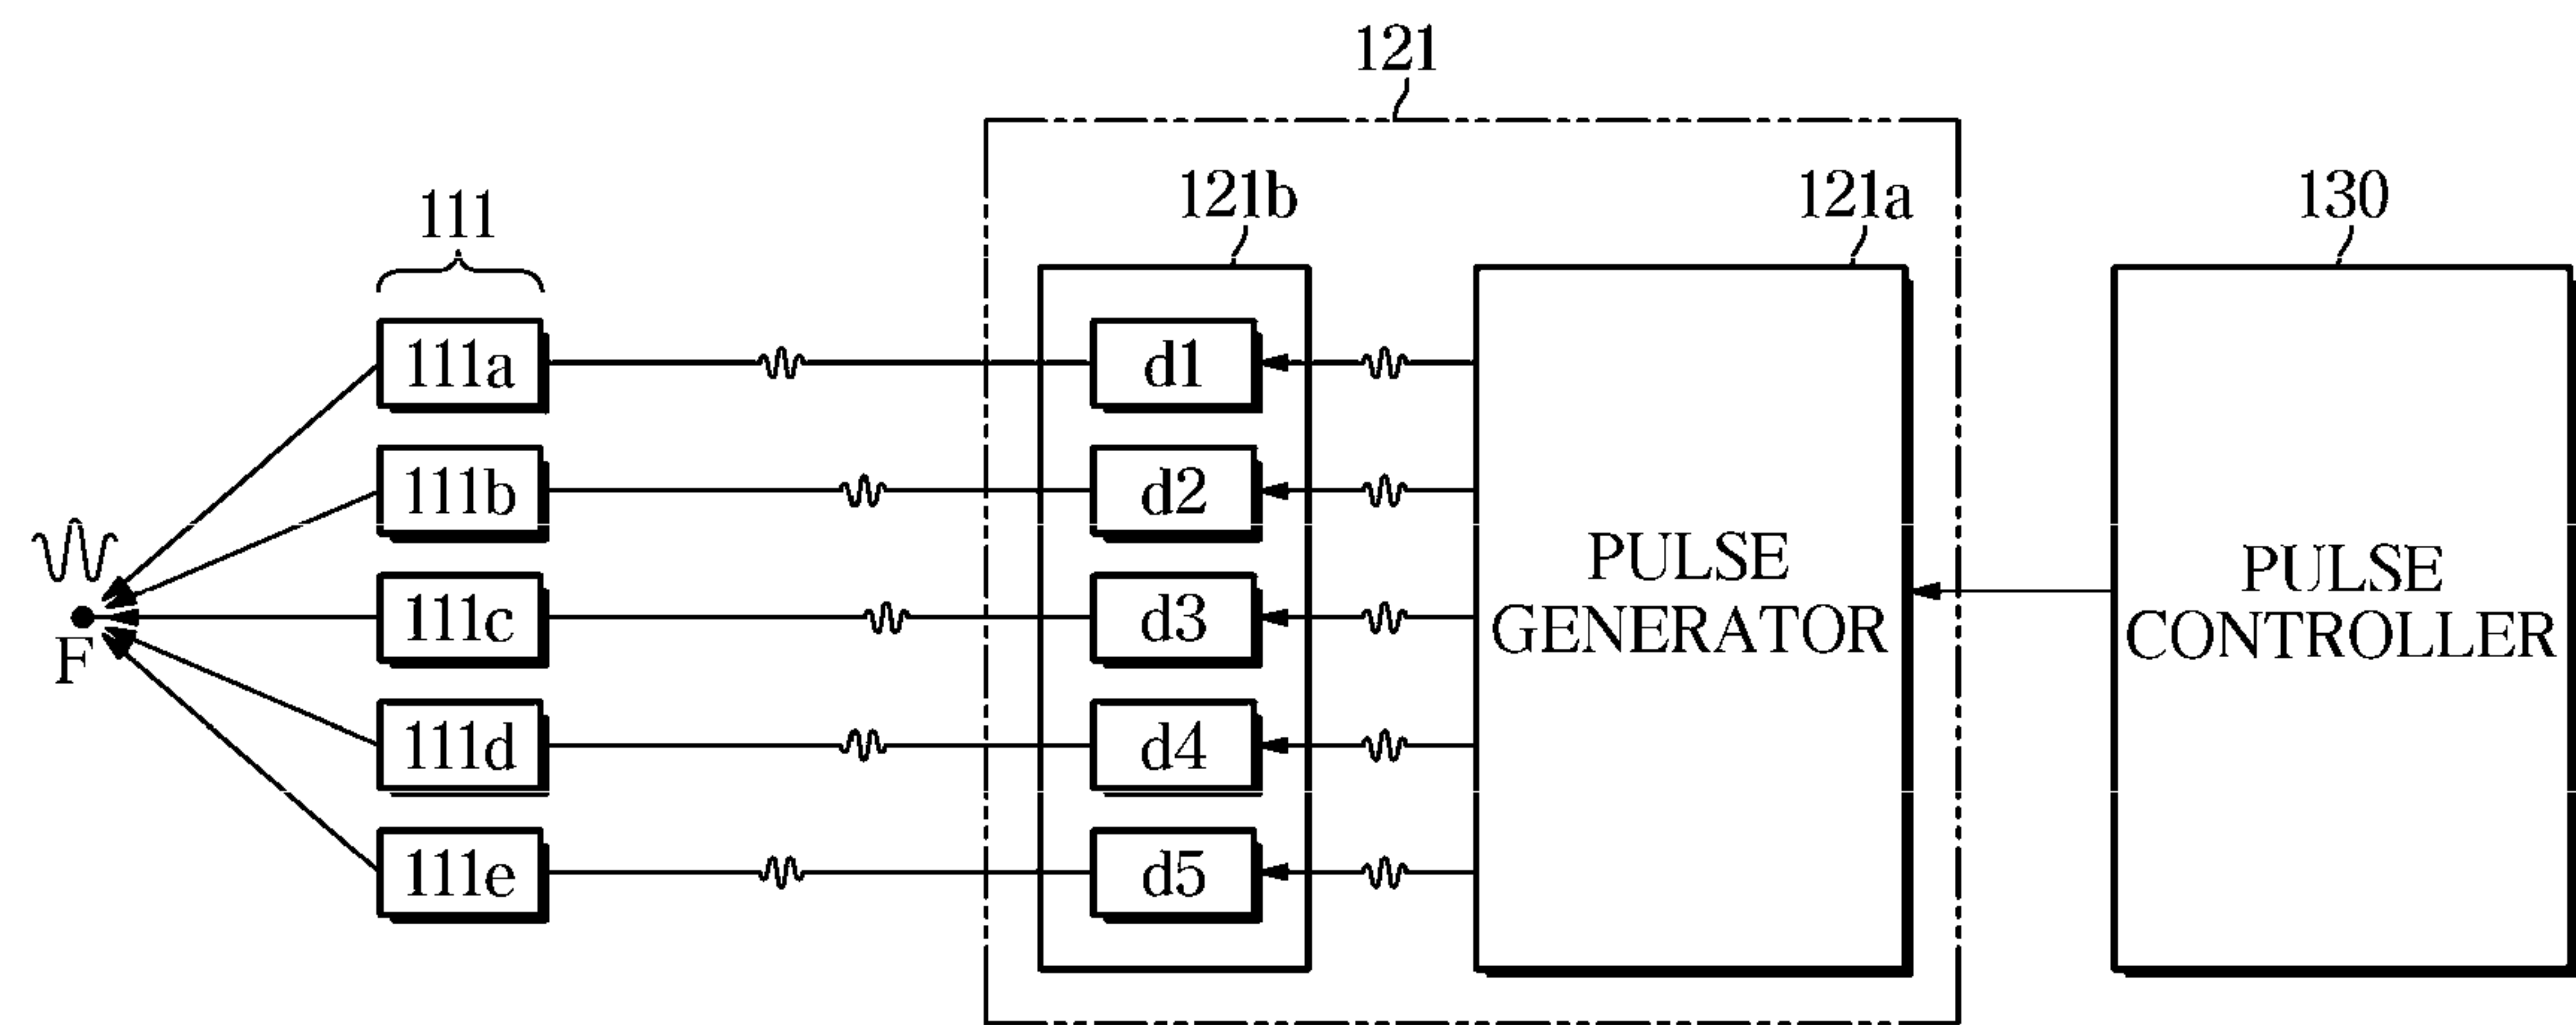 121
121b
121a
130
111
111a
d1
111b
d2
111c
d3
111d
d4
111e
d5
F
PULSE
GENERATOR
PULSE
CONTROLLER